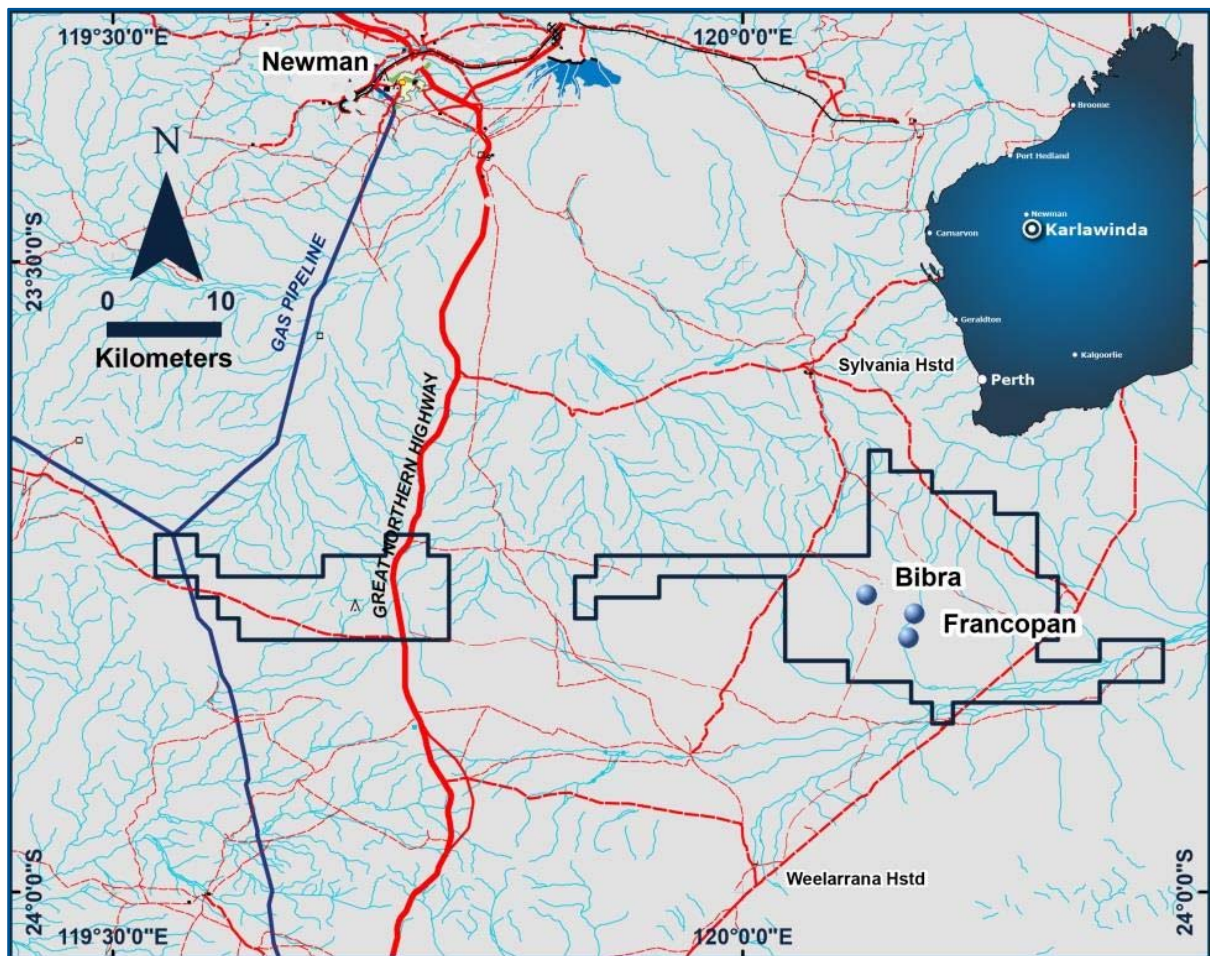 119°30'0"E
120°0'0"E
Newman
Broome
N
Port Hedland
Newman
Karlawinda
Carnarvon
23°30'0"S
GAS PIPELINE
0 10
Kilometers
Geraldton
Kalgoorlie
Sylvania Hstd
Perth
GREAT NORTHERN HIGHWAY
Bibra
Francopan
Weelarrana Hstd
24°0'0"S
24°0'0"S
119°30'0"E
120°0'0"E